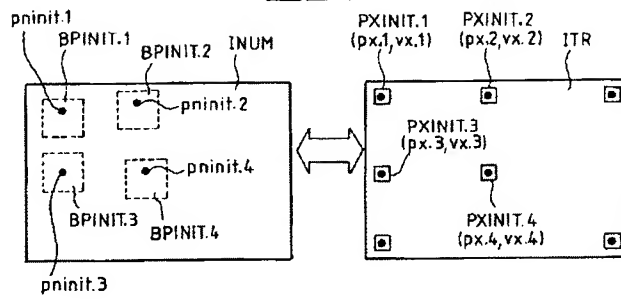 pninit.1
BPINIT.1
BPINIT.2
INUM
pninit.2
pninit.4
BPINIT.3
BPINIT.4
pninit.3
PXINIT.1
(px.1,vx.1)
PXINIT.2
(px.2,vx.2)
ITR
PXINIT.3
(px.3,vx.3)
PXINIT.4
(px.4,vx.4)